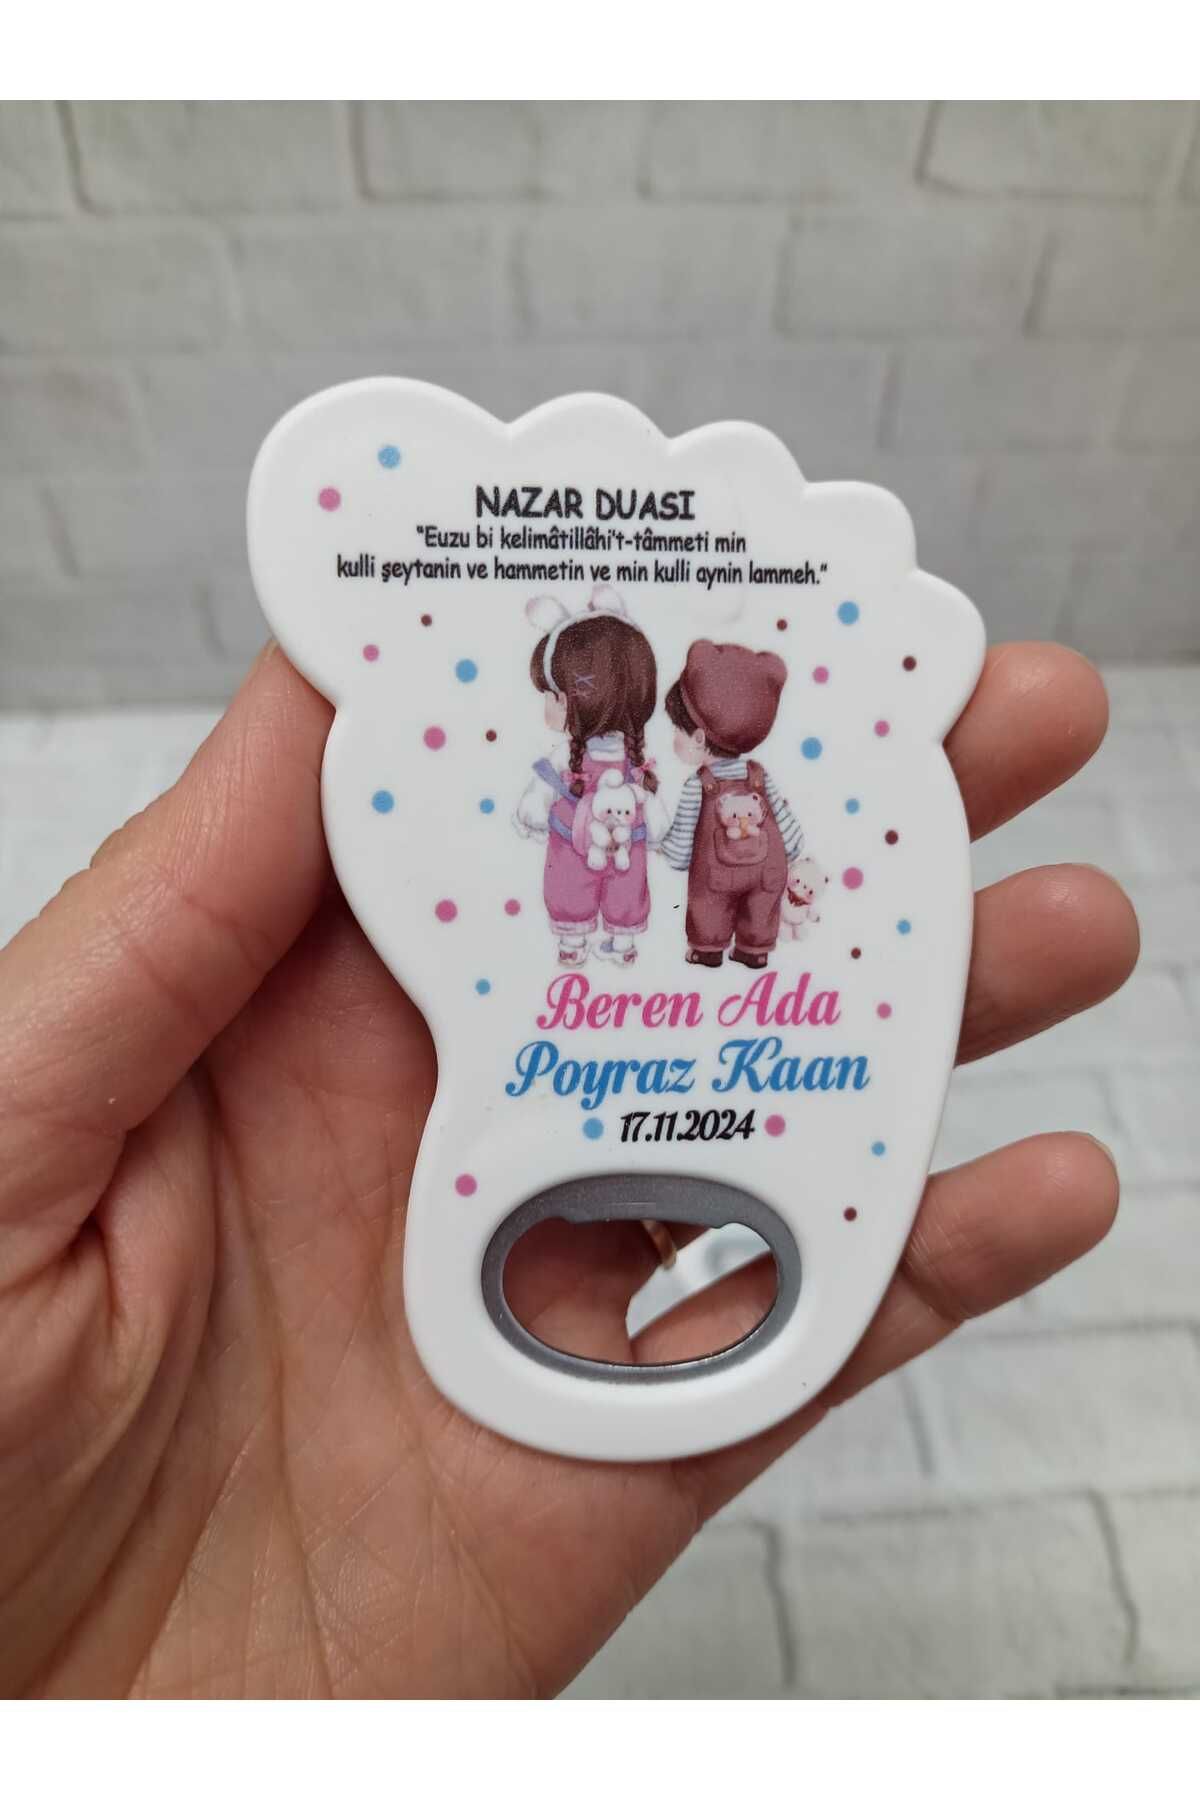 NAZAR DUASI
"Euzu bi kelimâtillâhi't-tâmmeti min
kulli şeytanin ve hammetin ve min kulli aynin lammeh."
Beren Ada
Poyraz Kaan
17.11.2024